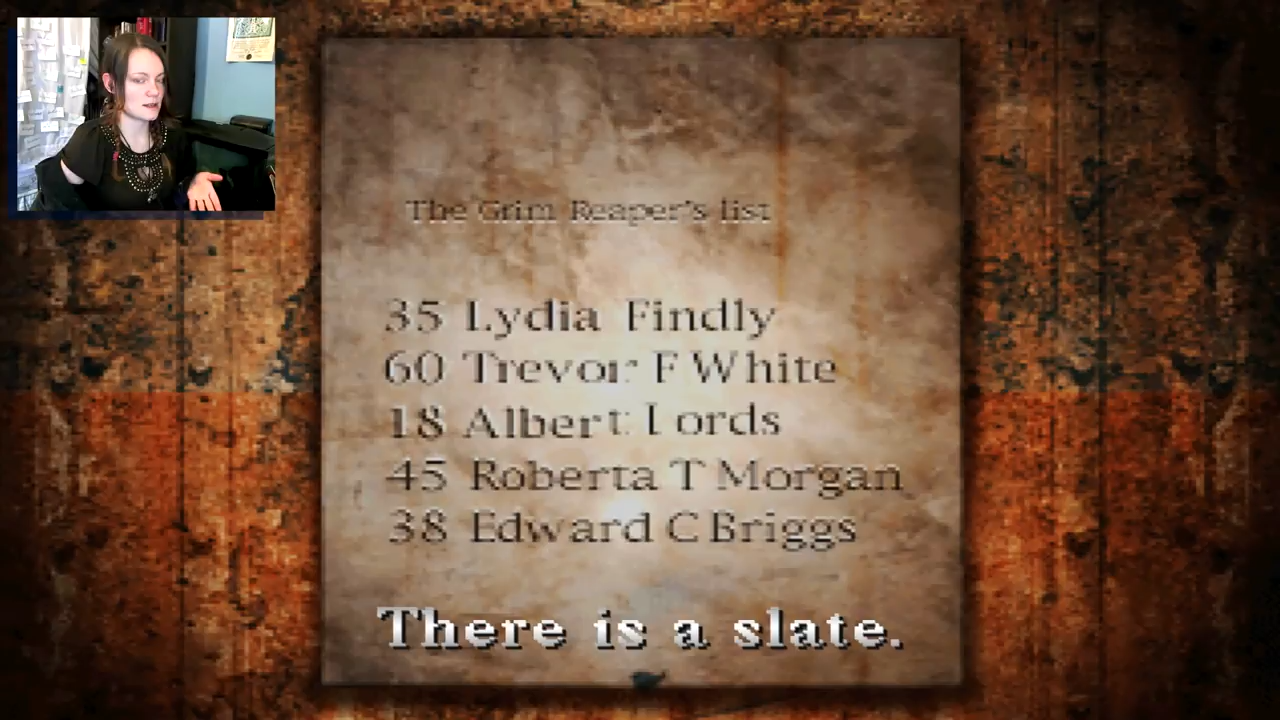 The Grim Reaper's list
35 Lydia Findly
60 Trevor F White
18 Albert Lords
45 Roberta T Morgan
38 Edward C Briggs
There is a slate.